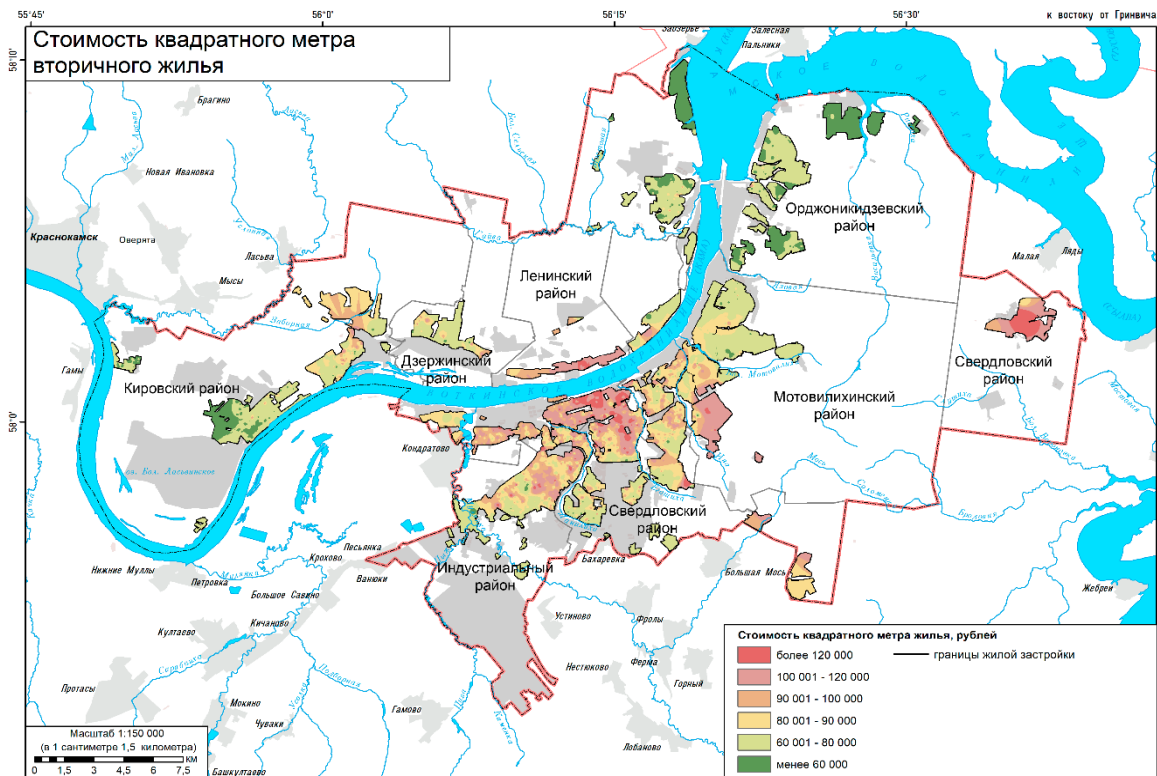 55°45'
56°0'
56°15'
56°30'
к востоку от Гринвича
58°10'
58°0'
Стоимость квадратного метра
вторичного жилья
Заозерье
Залесная
Пальники
Брагино
Новая Ивановка
Краснокамск
Оверята
Ласьва
Мысы
Гамы
Ленинский
район
Орджоникидзевский
район
Малая
Ляды
Кировский район
Дзержинский
район
Свердловский
район
Мотовилихинский
район
ВОТКИНСКОЕ ВОДОХРАНИЛИЩЕ (КАМА)
Кондратово
Свердловский
район
Индустриальный
район
Бахаревка
Песьянка
Крохово
Ванюки
Нижние Муллы
Петровка
Большое Савино
Кичаново
Култаево
Протасы
Мокино
Чуваки
Башкултаево
Гамово
Устиново
Фролы
Нестюково
Ферма
Горный
Лобаново
Большая Мось
Жебреи
Масштаб 1:150 000
(в 1 сантиметре 1,5 километра)
0 1,5 3 4,5 6 7,5 КМ
Стоимость квадратного метра жилья, рублей
более 120 000
границы жилой застройки
100 001 - 120 000
90 001 - 100 000
80 001 - 90 000
60 001 - 80 000
менее 60 000